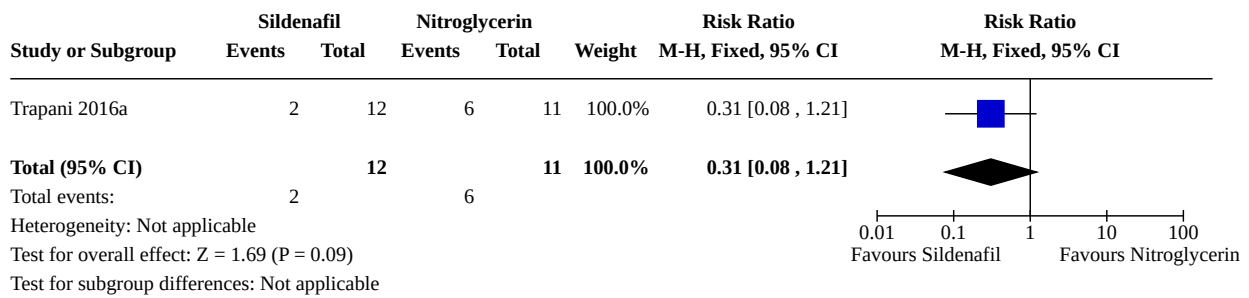 Sildenafil Nitroglycerin Risk Ratio Risk Ratio
Study or Subgroup Events Total Events Total Weight M-H, Fixed, 95% CI M-H, Fixed, 95% CI
Trapani 2016a 2 12 6 11 100.0% 0.31 [0.08 , 1.21]
Total (95% CI) 12 11 100.0% 0.31 [0.08 , 1.21]
Total events: 2 6
Heterogeneity: Not applicable
0.01 0.1 1 10 100
Test for overall effect: Z = 1.69 (P = 0.09) Favours Sildenafil Favours Nitroglycerin
Test for subgroup differences: Not applicable